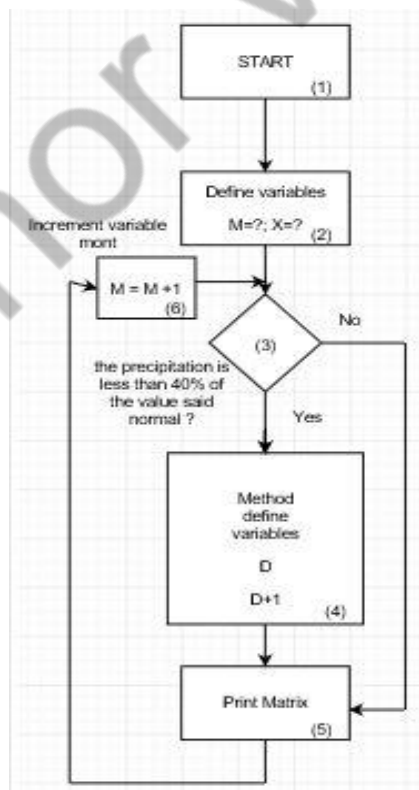 START
(1)
Define variables
M=?; X=?
(2)
Increment variable
mont
M = M +1
(6)
(3)
No
the precipitation is
less than 40% of
the value said
normal ?
Yes
Method
define
variables
D
D+1
(4)
Print Matrix
(5)